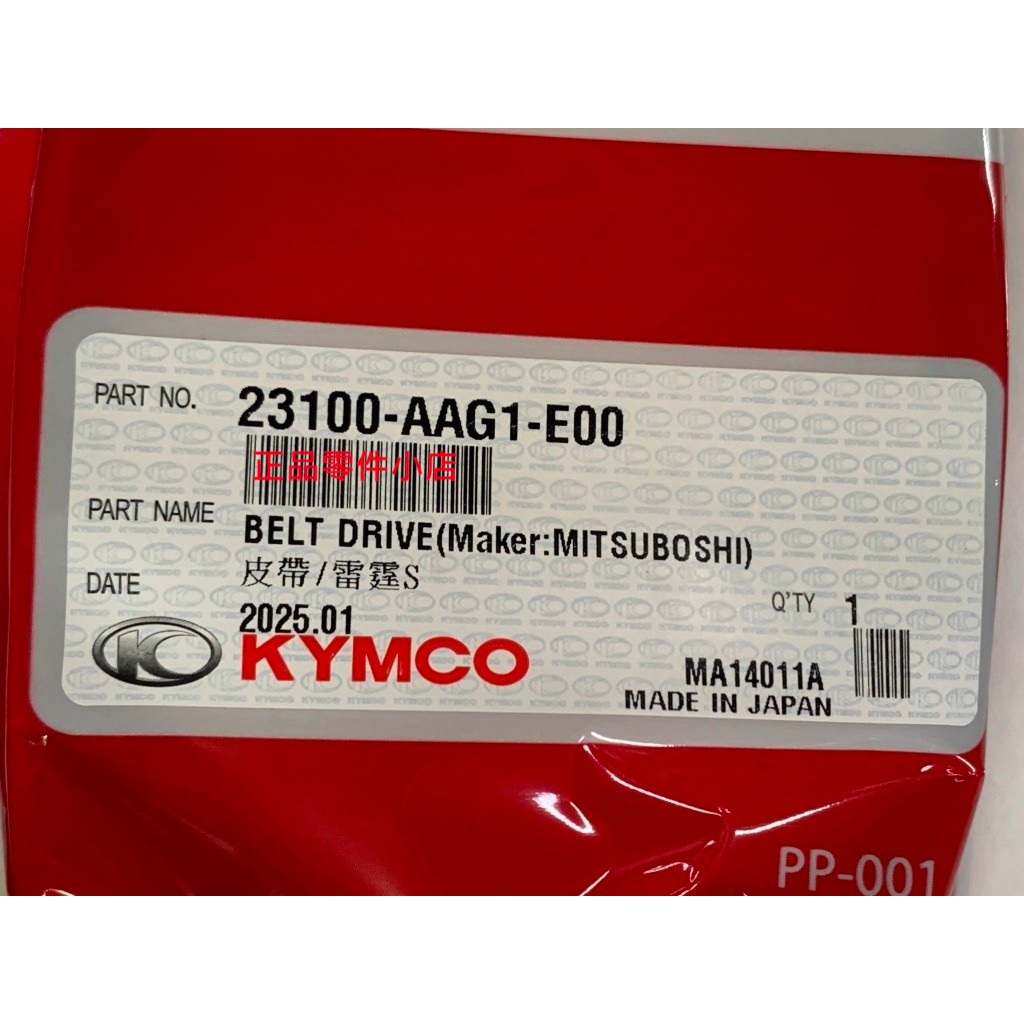 PART NO. 23100-AAG1-E00
正品零件小店
PART NAME BELT DRIVE(Maker:MITSUBOSHI)
皮帶/雷霆S
DATE 2025.01
Q'TY 1
KYMCO
MA14011A
MADE IN JAPAN
PP-001